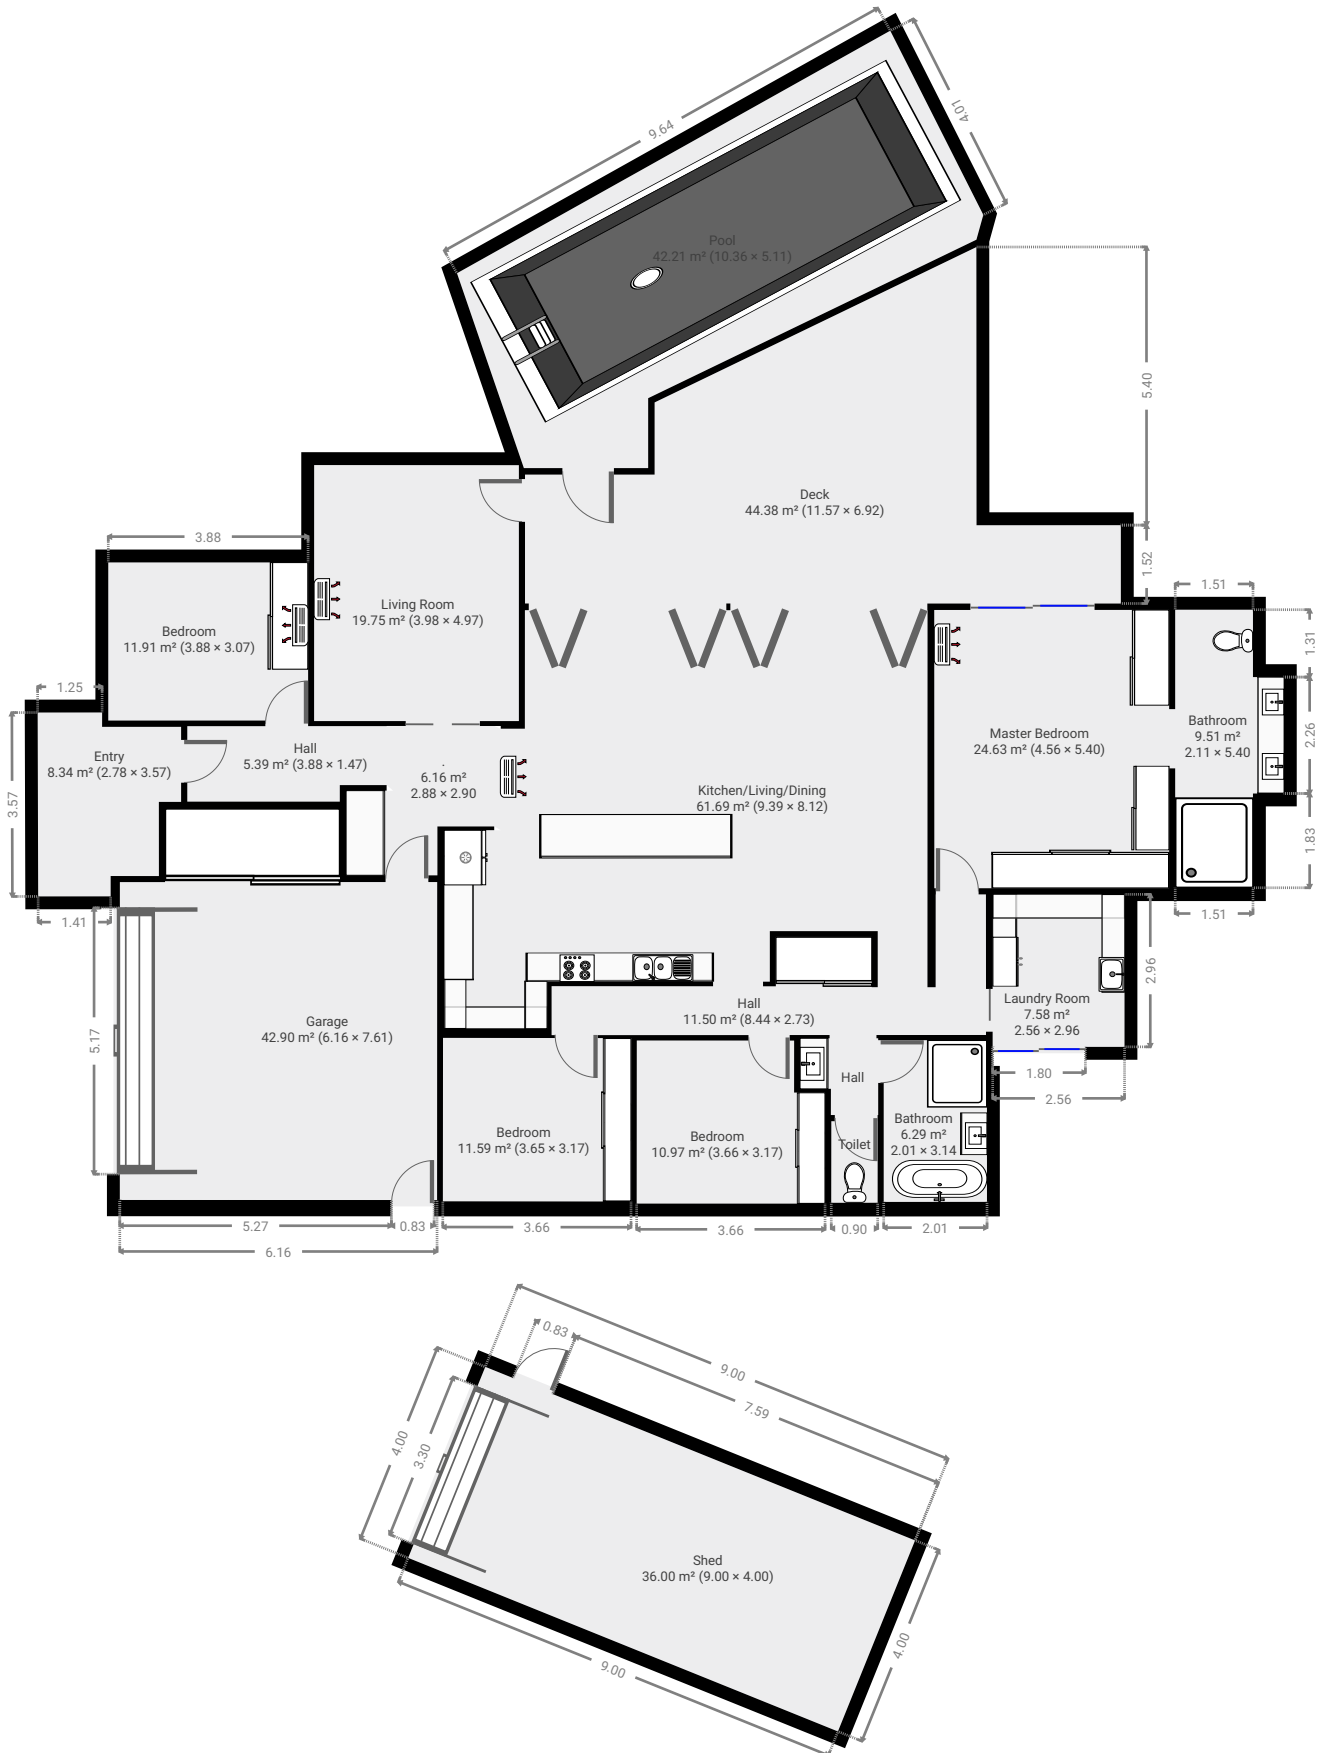 9.64
4.01
Pool
42.21 m² (10.36 × 5.11)
5.40
Deck
44.38 m² (11.57 × 6.92)
3.88
1.52
1.51
Living Room
19.75 m² (3.98 × 4.97)
Bedroom
11.91 m² (3.88 × 3.07)
1.31
1.25
Bathroom
9.51 m²
2.11 × 5.40
2.26
Master Bedroom
24.63 m² (4.56 × 5.40)
Entry
8.34 m² (2.78 × 3.57)
Hall
5.39 m² (3.88 × 1.47)
.
6.16 m²
2.88 × 2.90
Kitchen/Living/Dining
61.69 m² (9.39 × 8.12)
3.57
1.83
1.41
1.51
2.96
Laundry Room
7.58 m²
2.56 × 2.96
Hall
11.50 m² (8.44 × 2.73)
Garage
42.90 m² (6.16 × 7.61)
5.17
1.80
Hall
2.56
Bedroom
11.59 m² (3.65 × 3.17)
Bedroom
10.97 m² (3.66 × 3.17)
Toilet
Bathroom
6.29 m²
2.01 × 3.14
5.27
0.83
3.66
3.66
0.90
2.01
6.16
0.83
9.00
7.59
4.00
3.30
Shed
36.00 m² (9.00 × 4.00)
4.00
9.00